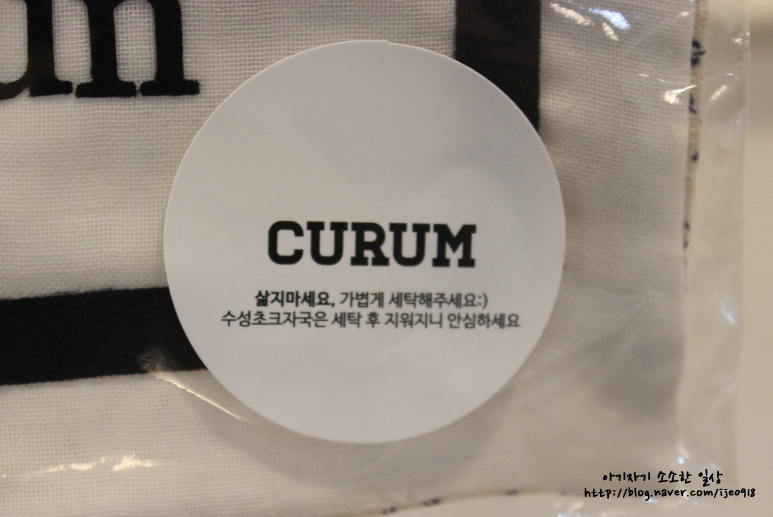 um
CURUM
삶지마세요, 가볍게 세탁해주세요:)
수성초크자국은 세탁 후 지워지니 안심하세요
아기자기 소소한 일상
http://blog.naver.com/ijeo918